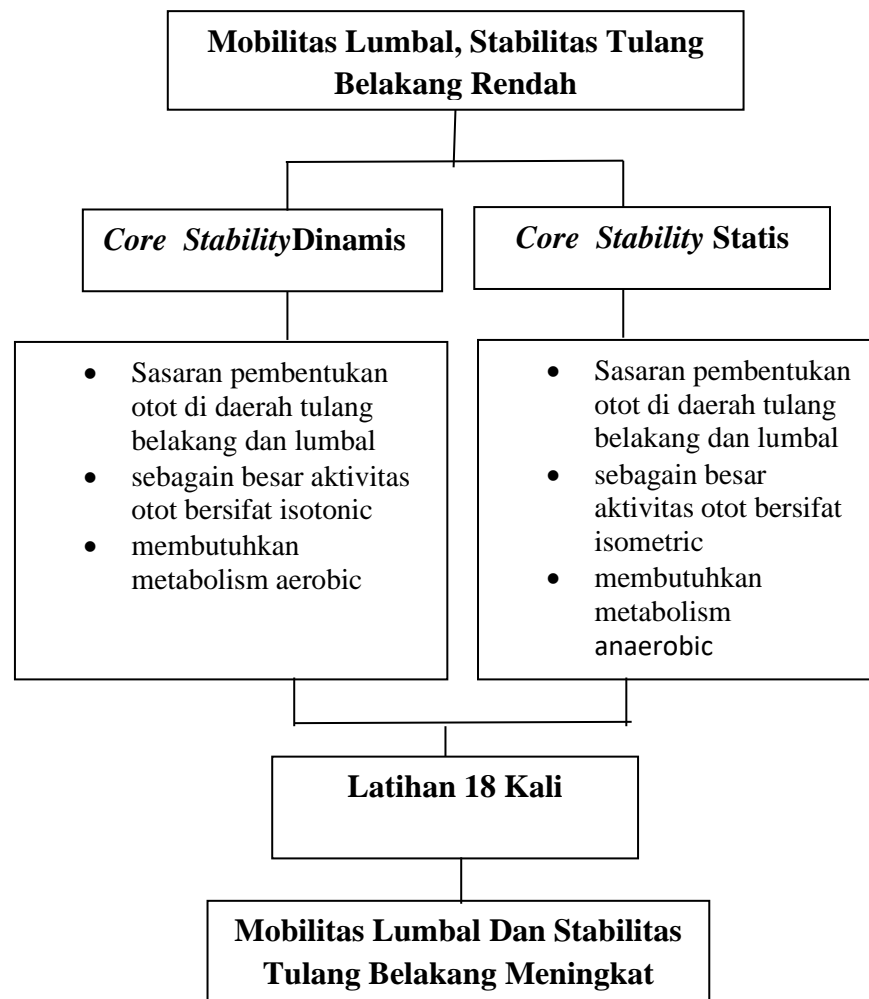 Mobilitas Lumbal, Stabilitas Tulang
Belakang Rendah
Core Stability Dinamis
Core Stability Statis
• Sasaran pembentukan
otot di daerah tulang
belakang dan lumbal
• sebagain besar aktivitas
otot bersifat isotonic
• membutuhkan
metabolism aerobic
• Sasaran pembentukan
otot di daerah tulang
belakang dan lumbal
• sebagain besar
aktivitas otot bersifat
isometric
• membutuhkan
metabolism
anaerobic
Latihan 18 Kali
Mobilitas Lumbal Dan Stabilitas
Tulang Belakang Meningkat